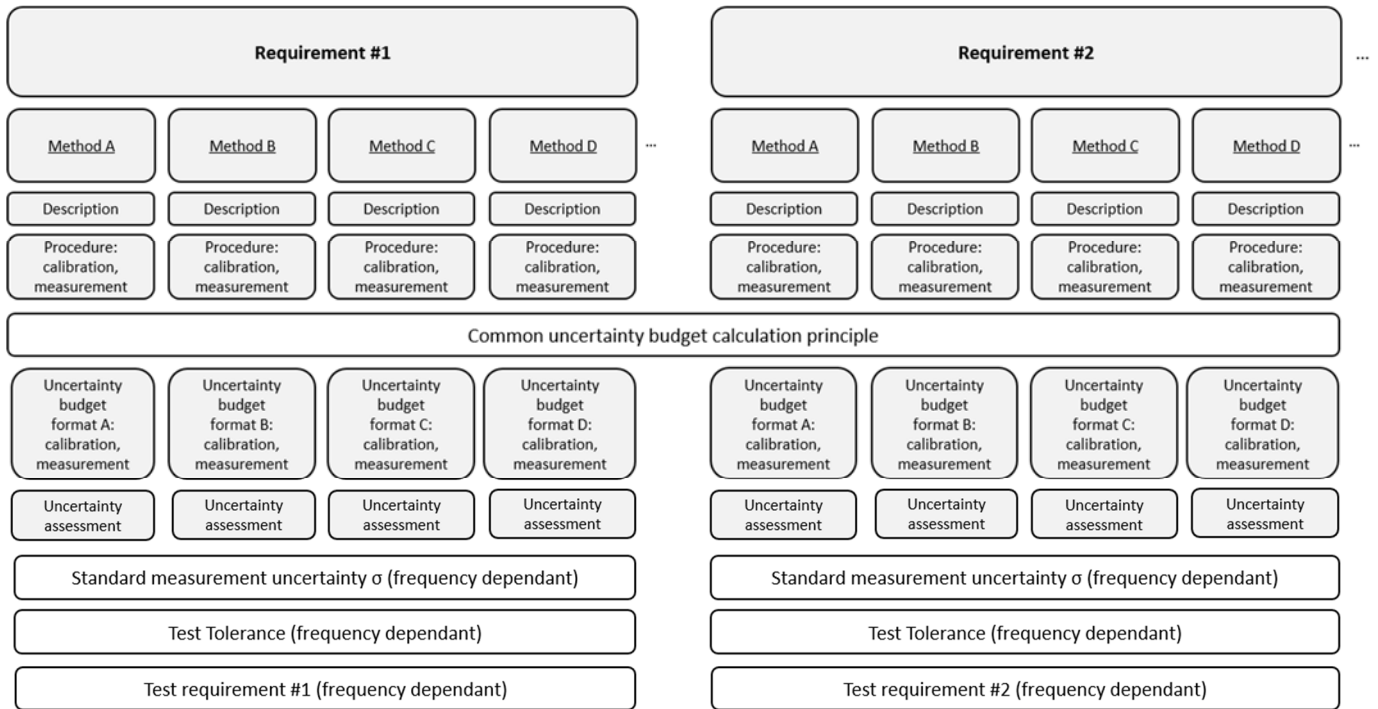 Requirement #1
Requirement #2
...
Method A
Method B
Method C
Method D
...
Method A
Method B
Method C
Method D
...
Description
Description
Description
Description
Description
Description
Description
Description
Procedure:
calibration,
measurement
Procedure:
calibration,
measurement
Procedure:
calibration,
measurement
Procedure:
calibration,
measurement
Procedure:
calibration,
measurement
Procedure:
calibration,
measurement
Procedure:
calibration,
measurement
Procedure:
calibration,
measurement
Common uncertainty budget calculation principle
Uncertainty
budget
format A:
calibration,
measurement
Uncertainty
budget
format B:
calibration,
measurement
Uncertainty
budget
format C:
calibration,
measurement
Uncertainty
budget
format D:
calibration,
measurement
Uncertainty
budget
format A:
calibration,
measurement
Uncertainty
budget
format B:
calibration,
measurement
Uncertainty
budget
format C:
calibration,
measurement
Uncertainty
budget
format D:
calibration,
measurement
Uncertainty
assessment
Uncertainty
assessment
Uncertainty
assessment
Uncertainty
assessment
Uncertainty
assessment
Uncertainty
assessment
Uncertainty
assessment
Uncertainty
assessment
Standard measurement uncertainty σ (frequency dependant)
Standard measurement uncertainty σ (frequency dependant)
Test Tolerance (frequency dependant)
Test Tolerance (frequency dependant)
Test requirement #1 (frequency dependant)
Test requirement #2 (frequency dependant)